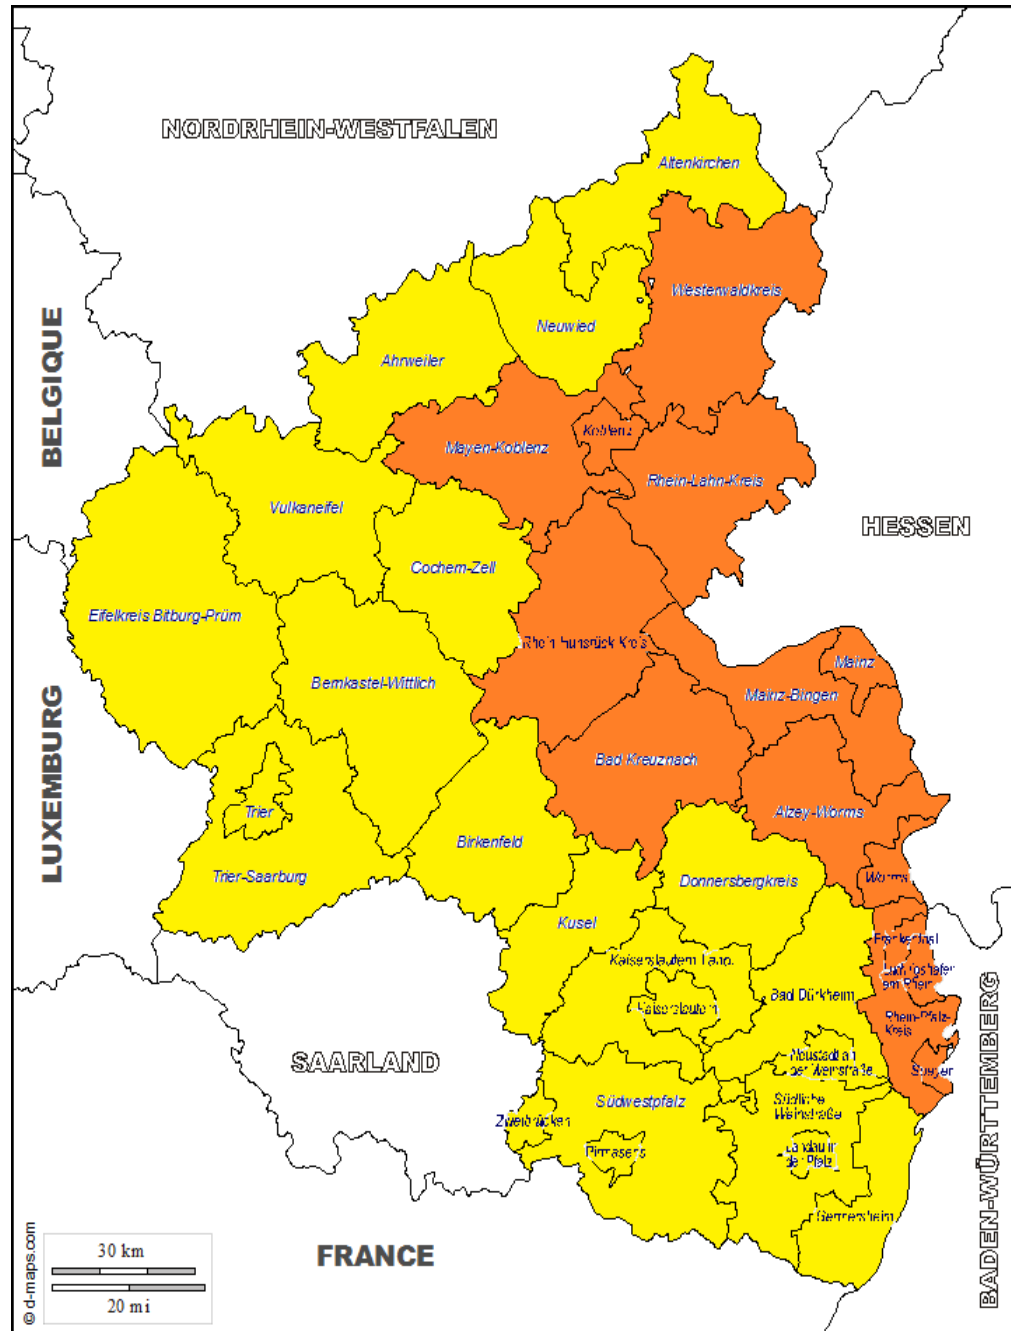 NORDRHEIN-WESTFALEN
Altenkirchen
Westerwaldkreis
BELGIQUE
Neuwied
Ahrweiler
Koblenz
Mayen-Koblenz
Rhein-Lahn-Kreis
Vulkaneifel
HESSEN
Cochem-Zell
Eifelkreis Bitburg-Prüm
Rhein-Hunsrück-Kreis
Mainz
Bernkastel-Wittlich
Mainz-Bingen
LUXEMBURG
Bad Kreuznach
Trier
Alzey-Worms
Birkenfeld
Trier-Saarburg
Worms
Donnersbergkreis
Kusel
Frankenthal
Kaiserslautern Land.
Ludwigshafen
am Rhein
Bad Dürkheim
Kaiserslautern
Rhein-Pfalz-
Kreis
BADEN-WÜRTTEMBERG
SAARLAND
Neustadt an
der Weinstraße
Speyer
Südwestpfalz
Südliche
Weinstraße
Zweibrücken
Pirmasens
Landau in
der Pfalz
Germersheim
FRANCE
30 km
20 mi
© d-maps.com